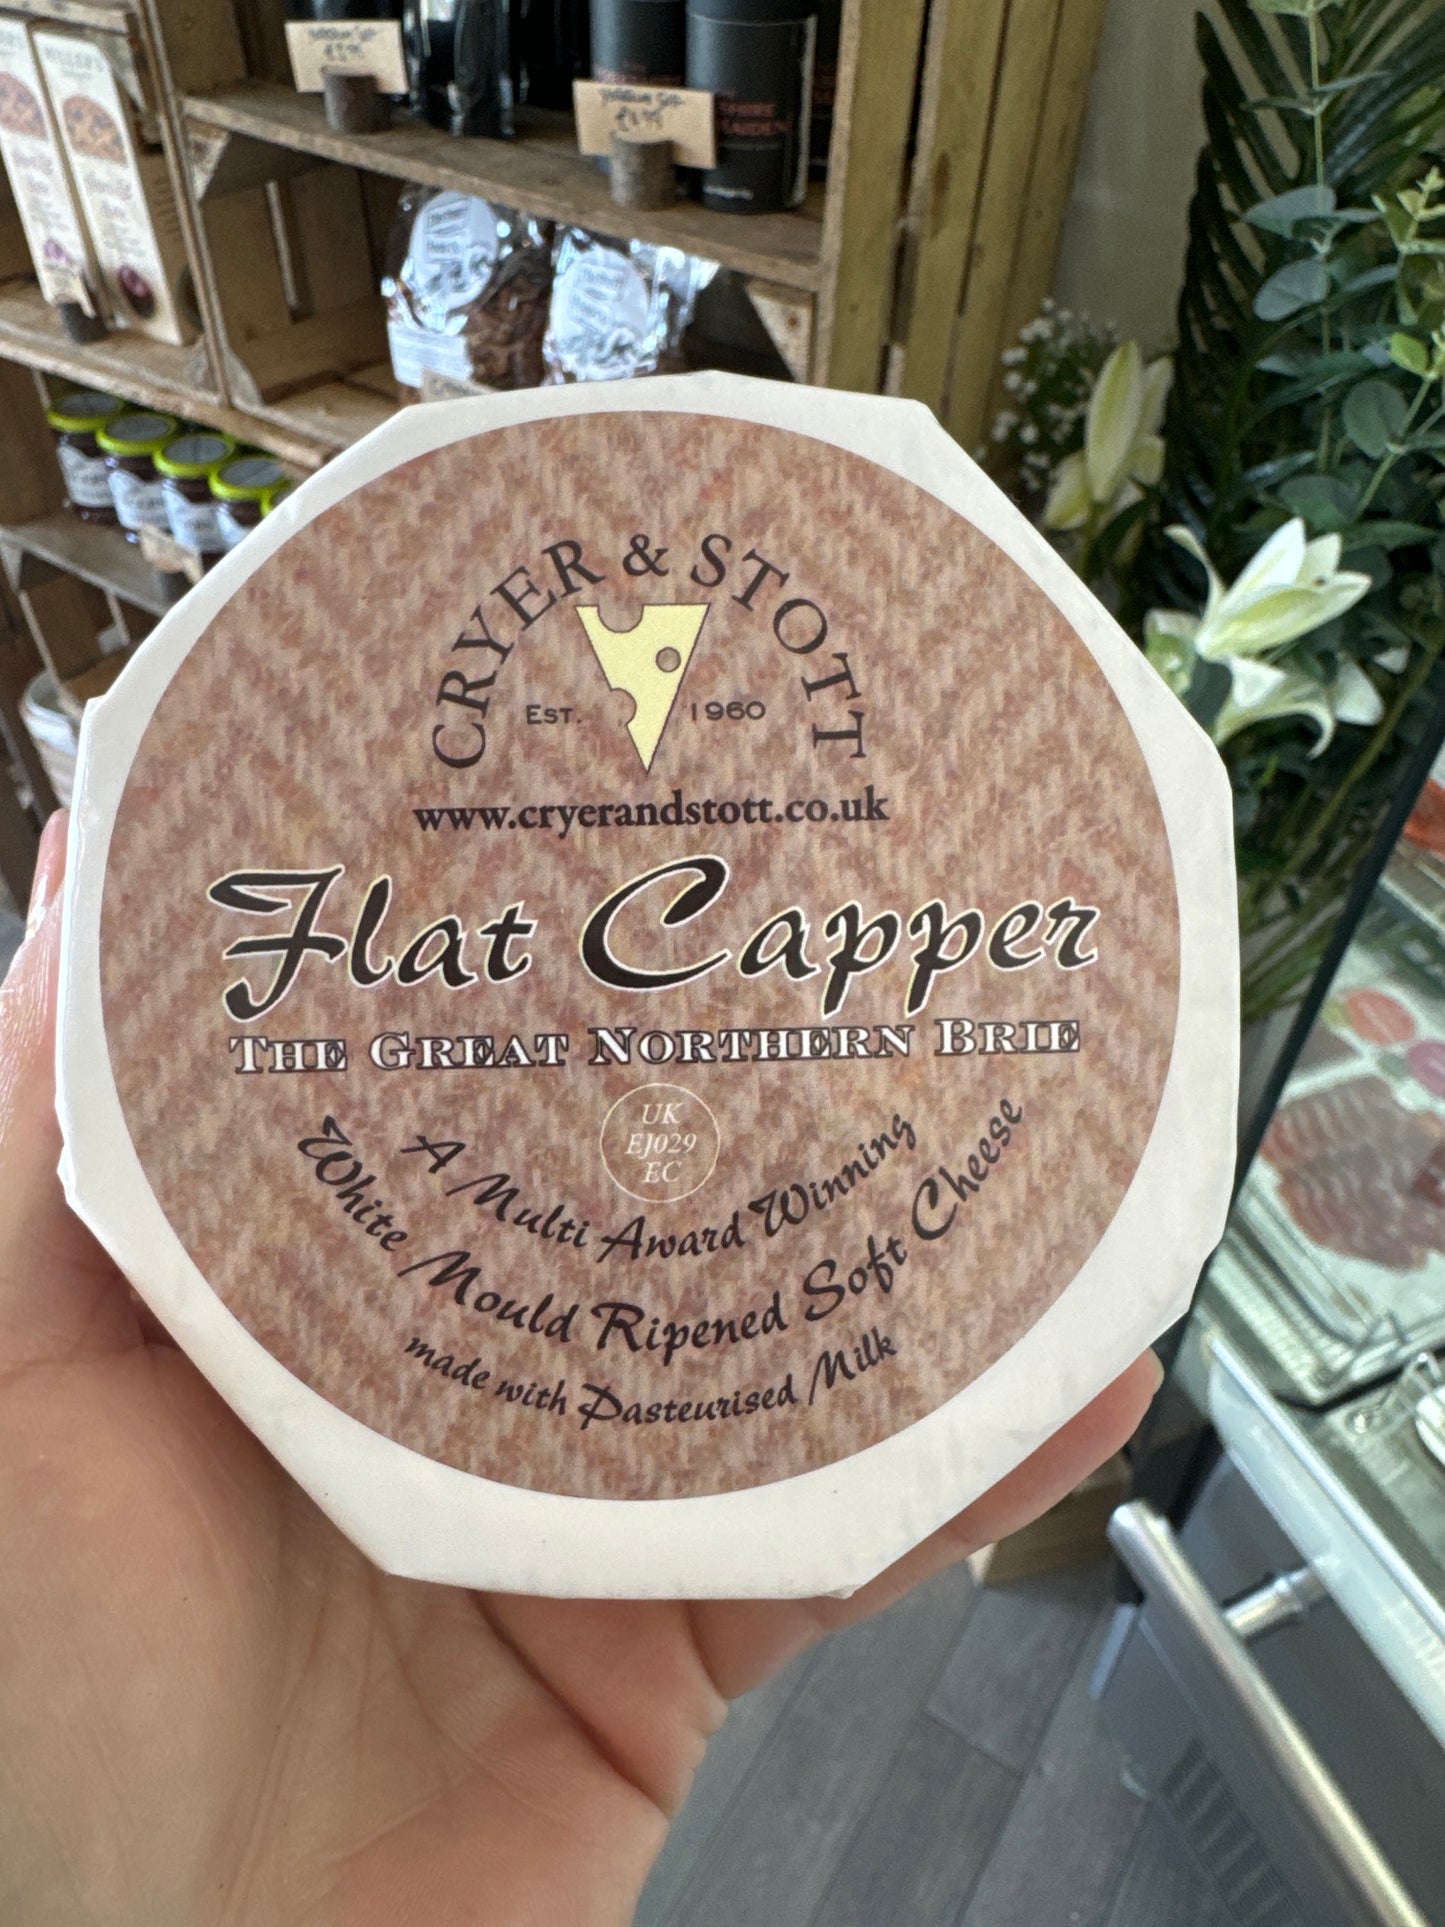 CRYER & STOTT
EST. 1960
www.cryerandstott.co.uk
Flat Capper
THE GREAT NORTHERN BRIE
UK
EJ029
EC
A Multi Award Winning
White Mould Ripened Soft Cheese
made with Pasteurised Milk